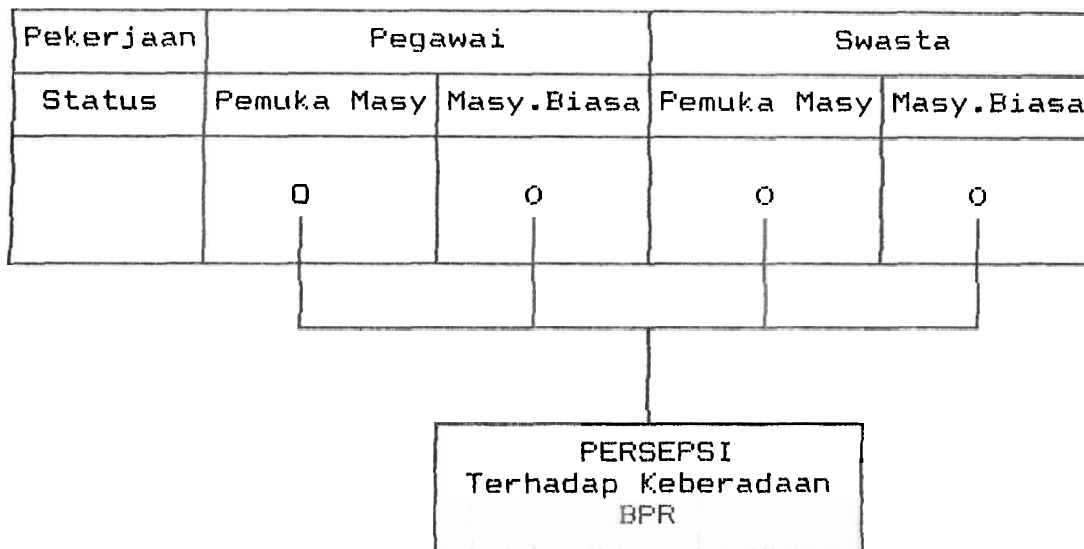 Pekerjaan Pegawai Swasta
Status Pemuka Masy Masy.Biasa Pemuka Masy Masy.Biasa
O O O O
PERSEPSI
Terhadap Keberadaan
BPR